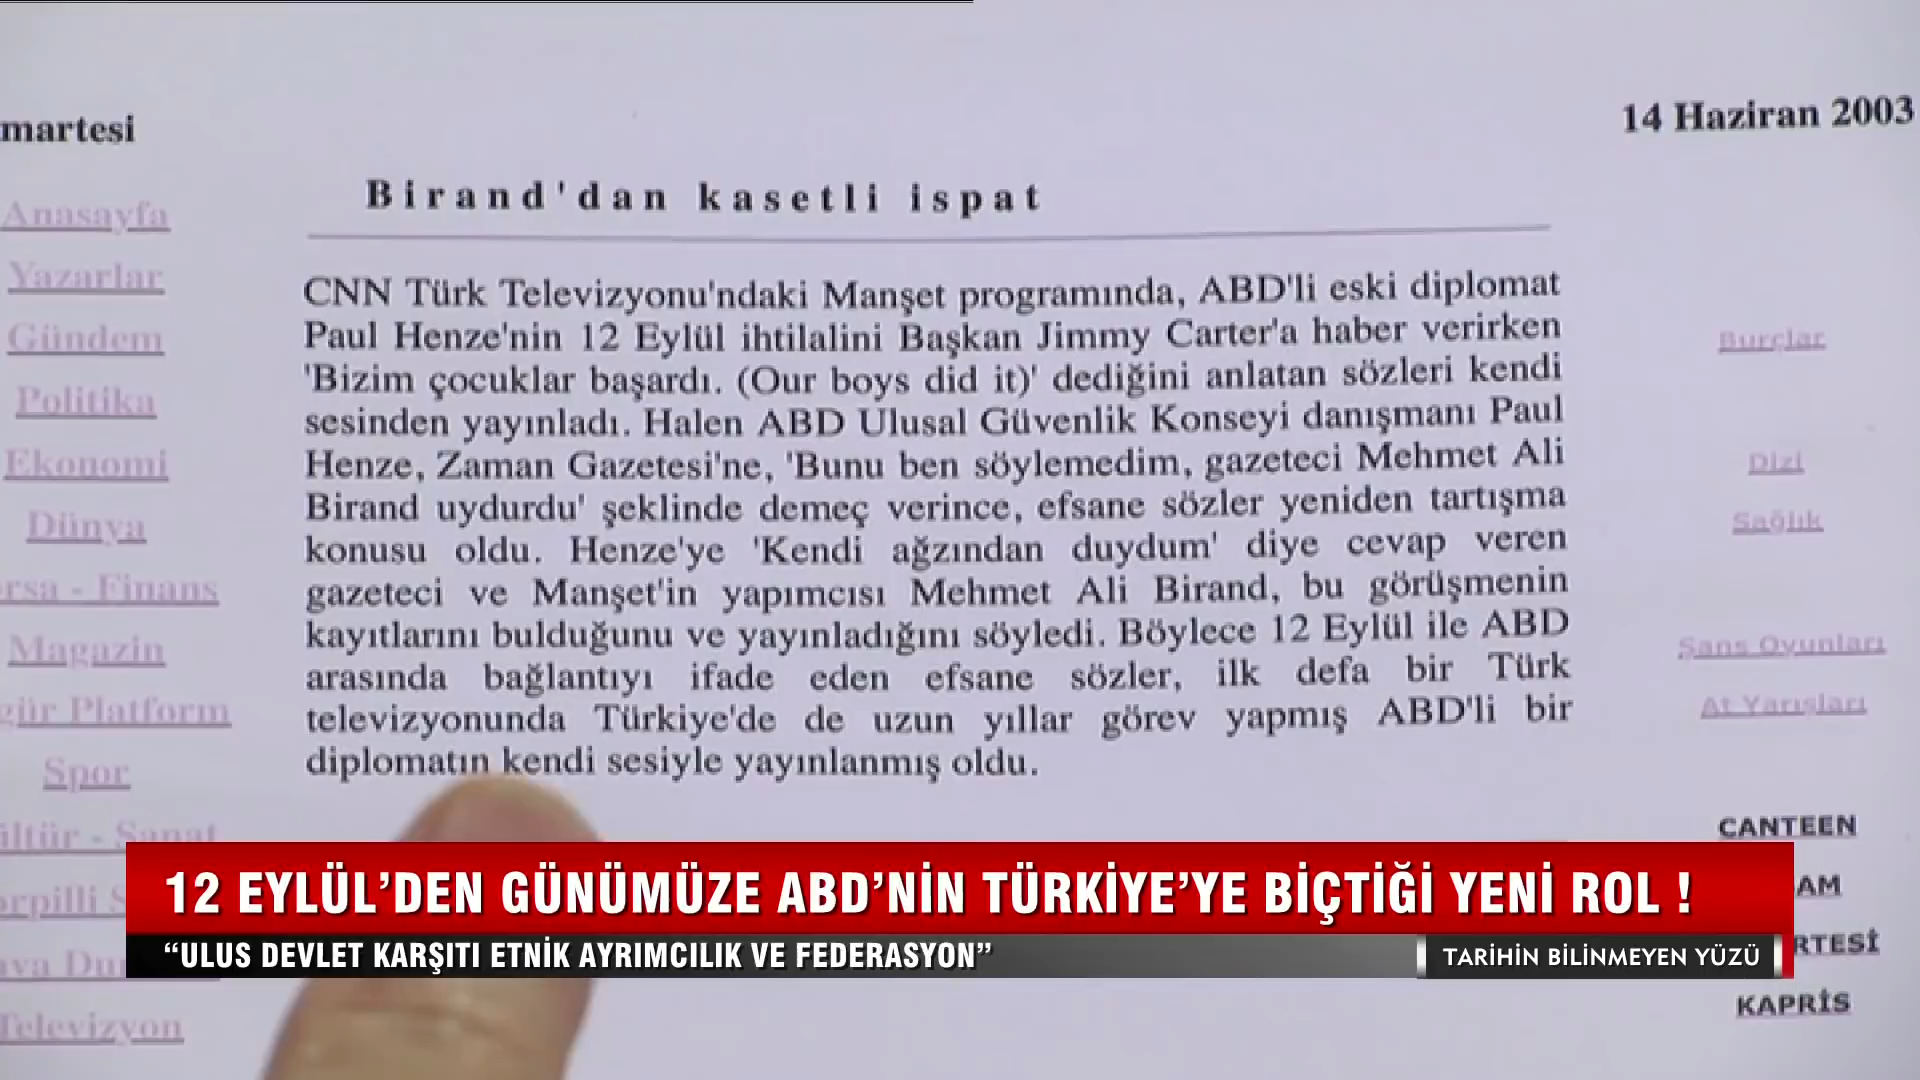 martesi
14 Haziran 2003
Birand'dan kasetli ispat
Anasayfa
Yazarlar
Gündem
Politika
Ekonomi
Dünya
rsa - Finans
Magazin
gür Platform
Spor
ültür - Sanat
Televizyon
CNN Türk Televizyonu'ndaki Manşet programında, ABD'li eski diplomat
Paul Henze'nin 12 Eylül ihtilalini Başkan Jimmy Carter'a haber verirken
'Bizim çocuklar başardı. (Our boys did it)' dediğini anlatan sözleri kendi
sesinden yayınladı. Halen ABD Ulusal Güvenlik Konseyi danışmanı Paul
Henze, Zaman Gazetesi'ne, 'Bunu ben söylemedim, gazeteci Mehmet Ali
Birand uydurdu' şeklinde demeç verince, efsane sözler yeniden tartışma
konusu oldu. Henze'ye 'Kendi ağzından duydum' diye cevap veren
gazeteci ve Manşet'in yapımcısı Mehmet Ali Birand, bu görüşmenin
kayıtlarını bulduğunu ve yayınladığını söyledi. Böylece 12 Eylül ile ABD
arasında bağlantıyı ifade eden efsane sözler, ilk defa bir Türk
televizyonunda Türkiye'de de uzun yıllar görev yapmış ABD'li bir
diplomatın kendi sesiyle yayınlanmış oldu.
Burçlar
Dizi
Sağlık
Şans Oyunları
At Yarışları
CANTEEN
AM
RTESİ
KAPRİS
12 EYLÜL'DEN GÜNÜMÜZE ABD'NİN TÜRKİYE'YE BİÇTİĞİ YENİ ROL !
“ULUS DEVLET KARŞITI ETNİK AYRIMCILIK VE FEDERASYON”
TARİHİN BİLİNMEYEN YÜZÜ